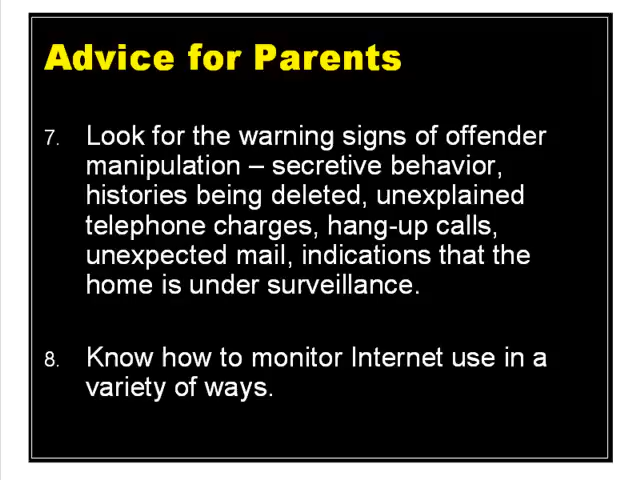 Advice for Parents
7. Look for the warning signs of offender
manipulation – secretive behavior,
histories being deleted, unexplained
telephone charges, hang-up calls,
unexpected mail, indications that the
home is under surveillance.
8. Know how to monitor Internet use in a
variety of ways.